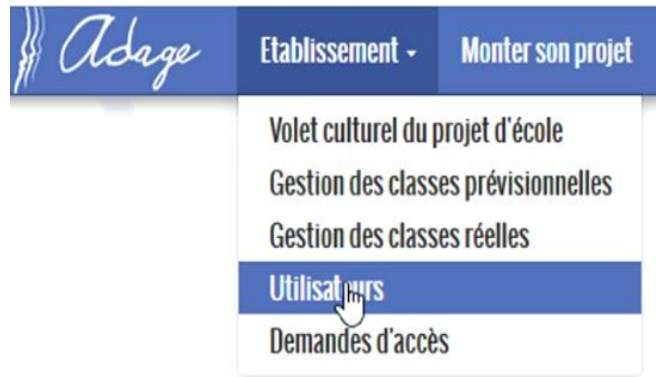 Adage Etablissement Monter son projet
Volet culturel du projet d'école
Gestion des classes prévisionnelles
Gestion des classes réelles
Utilisateurs
Demandes d'accès